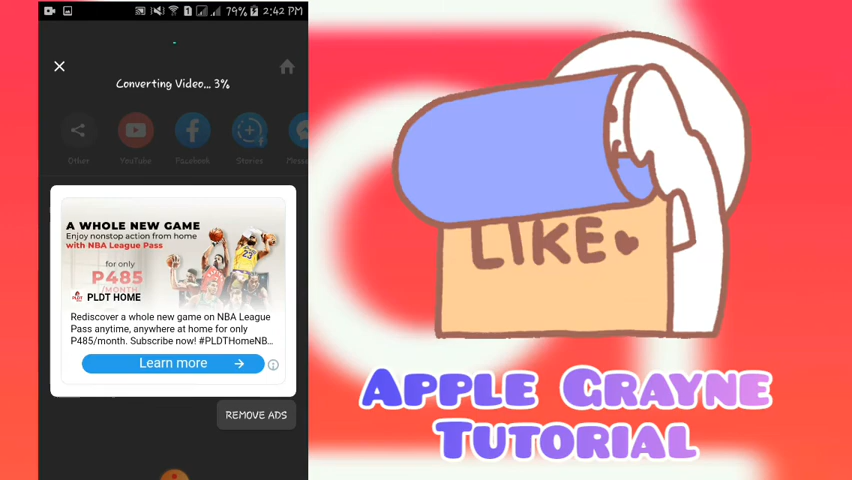 79% 2:42 PM
Converting Video... 3%
Other YouTube Facebook Stories
A WHOLE NEW GAME
Enjoy nonstop action from home
with NBA League Pass
for only
P485
/MONTH
PLDT HOME
Rediscover a whole new game on NBA League
Pass anytime, anywhere at home for only
P485/month. Subscribe now! #PLDTHomeNB...
Learn more
REMOVE ADS
LIKE
Apple Grayne
Tutorial